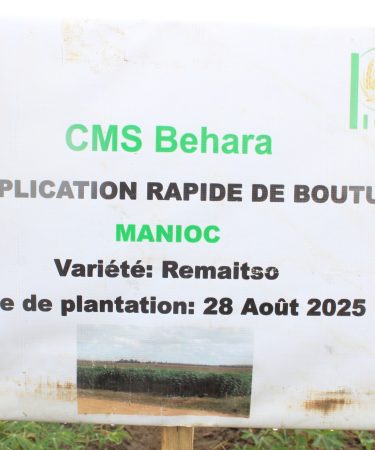 CMS Behara
PLICATION RAPIDE DE BOUTU
MANIOC
Variété: Remaitso
e de plantation: 28 Août 2025